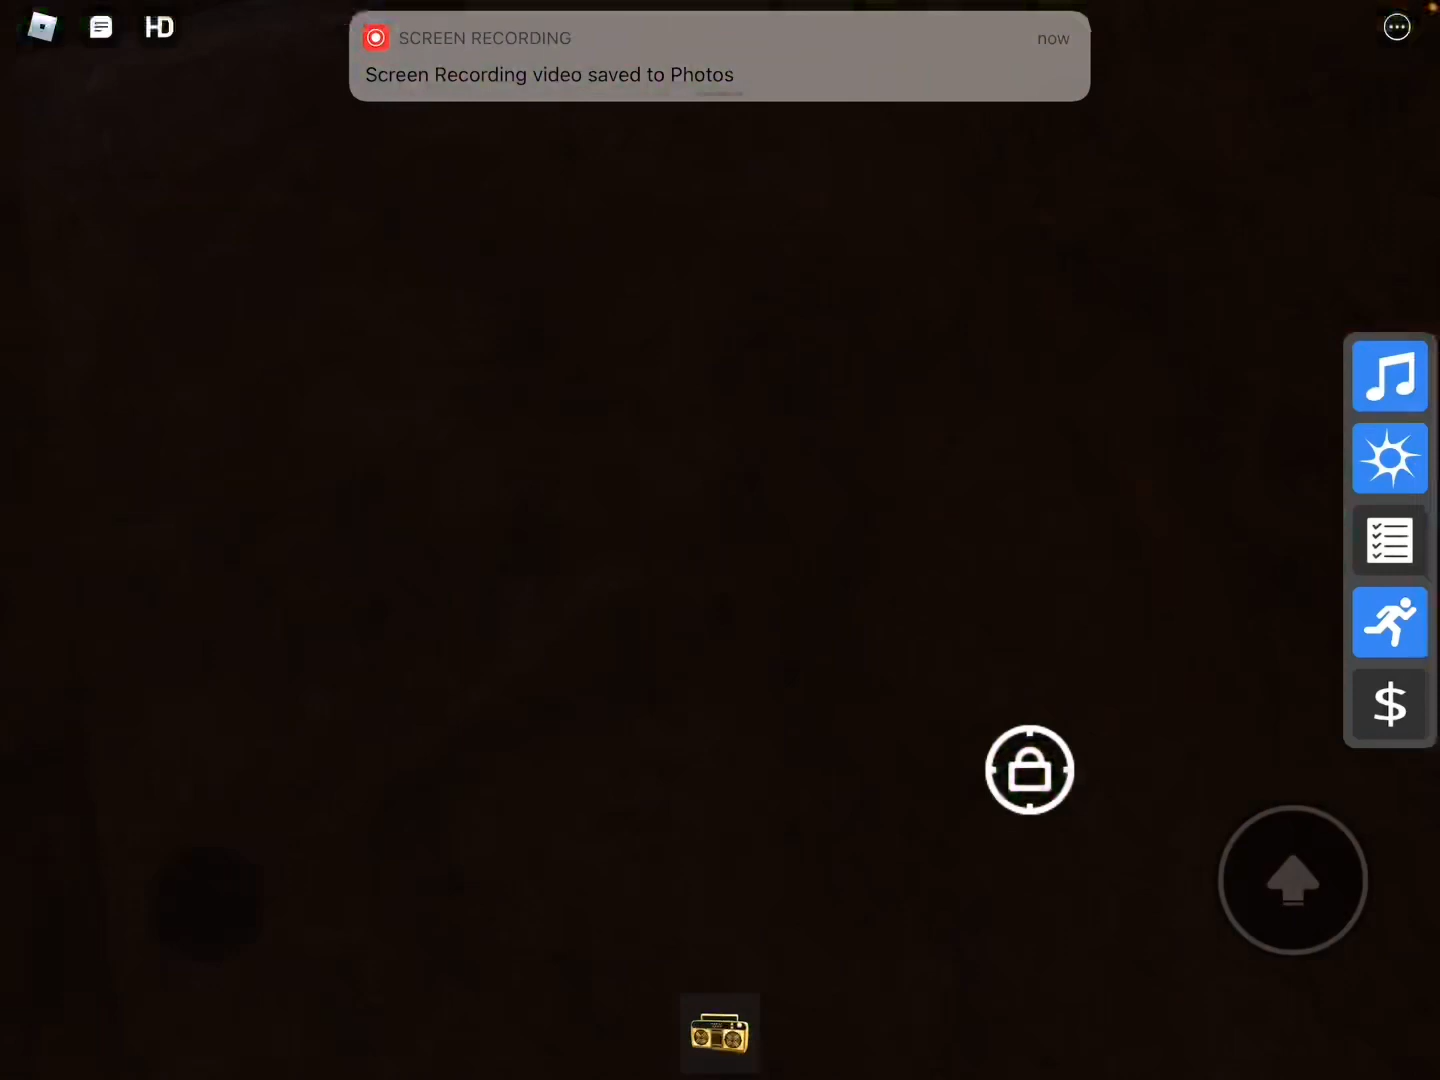 HD
SCREEN RECORDING
now
Screen Recording video saved to Photos
$